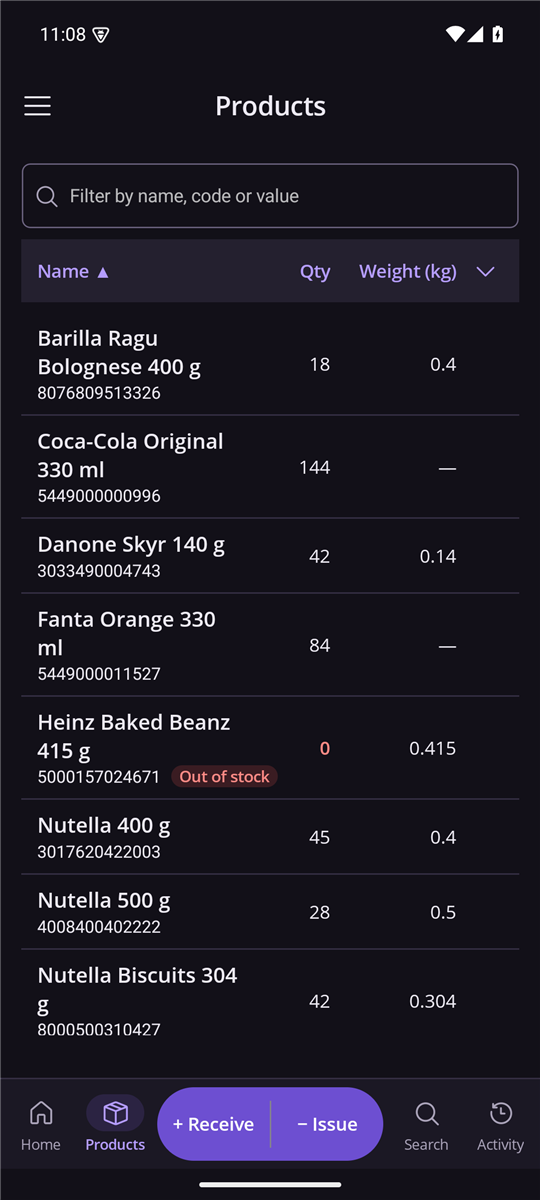 11:08
Products
Filter by name, code or value
Name ▲ Qty Weight (kg)
Barilla Ragu
Bolognese 400 g
8076809513326
18 0.4
Coca-Cola Original
330 ml
5449000000996
144 —
Danone Skyr 140 g
3033490004743
42 0.14
Fanta Orange 330
ml
5449000011527
84 —
Heinz Baked Beanz
415 g
5000157024671 Out of stock
0 0.415
Nutella 400 g
3017620422003
45 0.4
Nutella 500 g
4008400402222
28 0.5
Nutella Biscuits 304
g
8000500310427
42 0.304
Home
Products
+ Receive
− Issue
Search
Activity